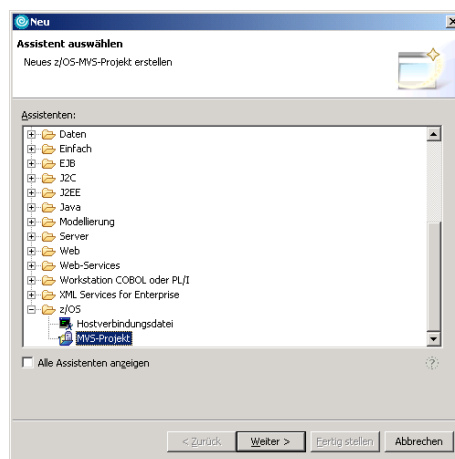 Neu
Assistent auswählen
Neues z/OS-MVS-Projekt erstellen
Assistenten:
Daten
Einfach
EJB
J2C
J2EE
Java
Modellierung
Server
Web
Web-Services
Workstation COBOL oder PL/I
XML Services for Enterprise
z/OS
Hostverbindungsdatei
MVS-Projekt
Alle Assistenten anzeigen
< Zurück Weiter > Fertig stellen Abbrechen